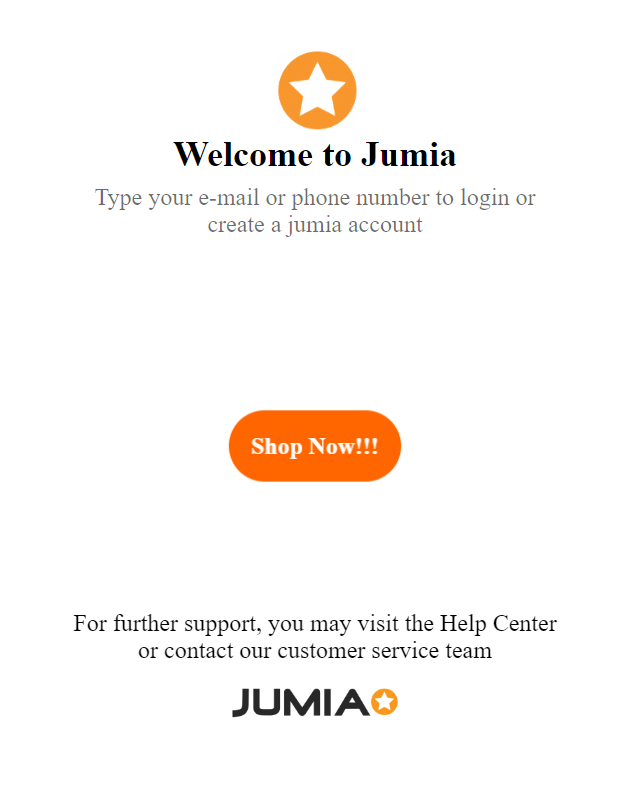 Welcome to Jumia
Type your e-mail or phone number to login or
create a jumia account
Shop Now!!!
For further support, you may visit the Help Center
or contact our customer service team
JUMIA